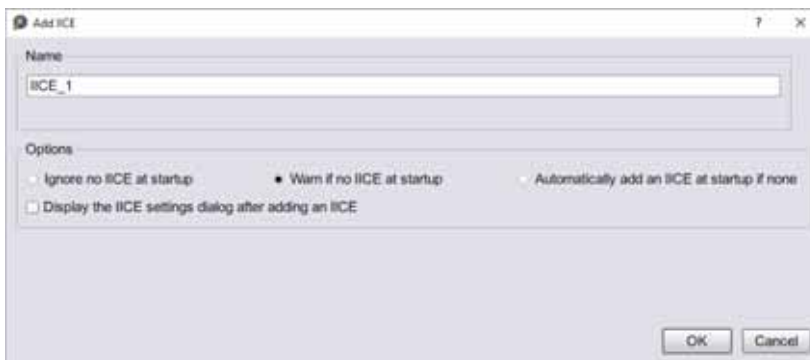 Add IICE
Name
IICE_1
Options
Ignore no IICE at startup Warn if no IICE at startup Automatically add an IICE at startup if none
Display the IICE settings dialog after adding an IICE
OK Cancel